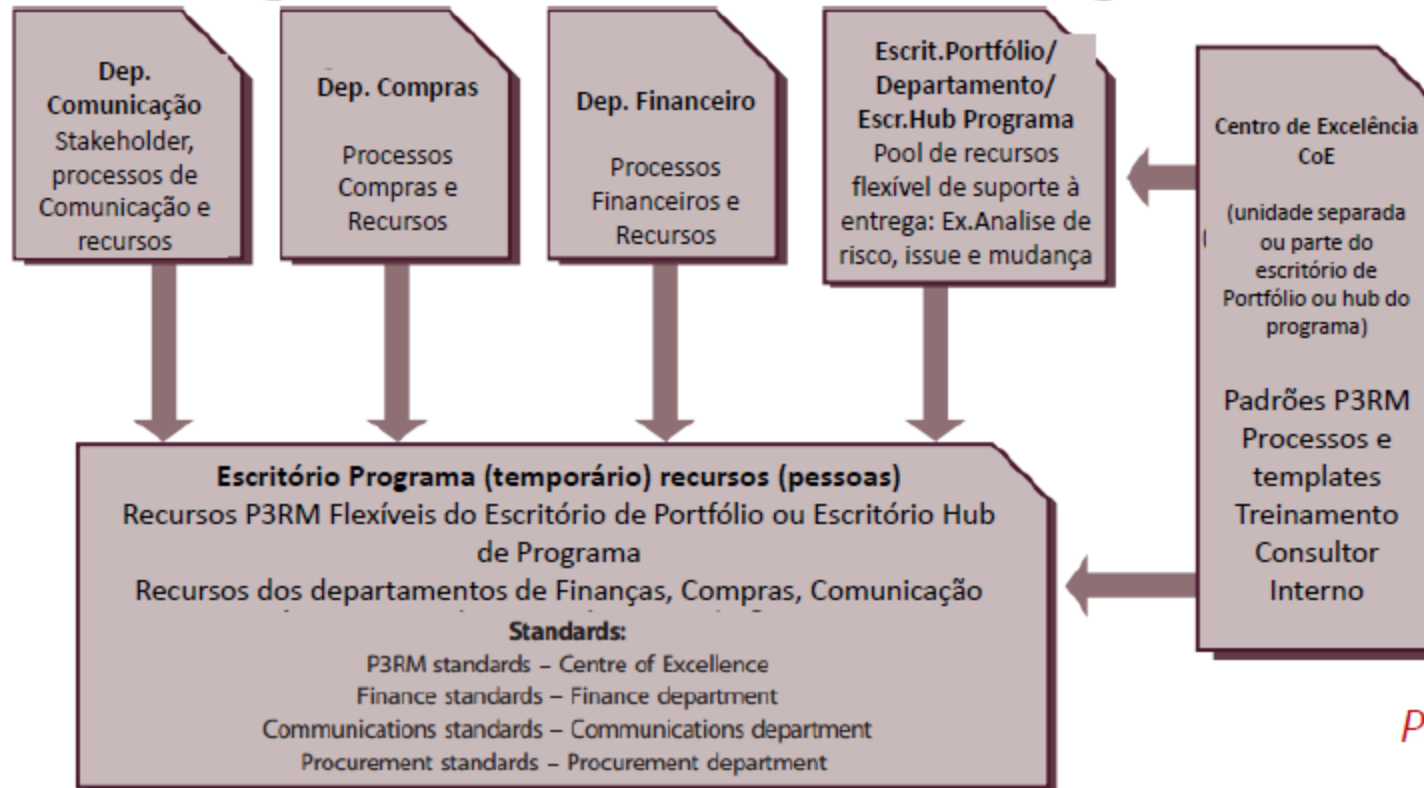 Dep.
Comunicação
Stakeholder,
processos de
Comunicação e
recursos
Dep. Compras
Processos
Compras e
Recursos
Dep. Financeiro
Processos
Financeiros e
Recursos
Escrit.Portfólio/
Departamento/
Escr.Hub Programa
Pool de recursos
flexível de suporte à
entrega: Ex.Analise de
risco, issue e mudança
Centro de Excelência
CoE
(unidade separada
ou parte do
escritório de
Portfólio ou hub do
programa)
Padrões P3RM
Processos e
templates
Treinamento
Consultor
Interno
Escritório Programa (temporário) recursos (pessoas)
Recursos P3RM Flexíveis do Escritório de Portfólio ou Escritório Hub
de Programa
Recursos dos departamentos de Finanças, Compras, Comunicação
Standards:
P3RM standards – Centre of Excellence
Finance standards – Finance department
Communications standards – Communications department
Procurement standards – Procurement department
P